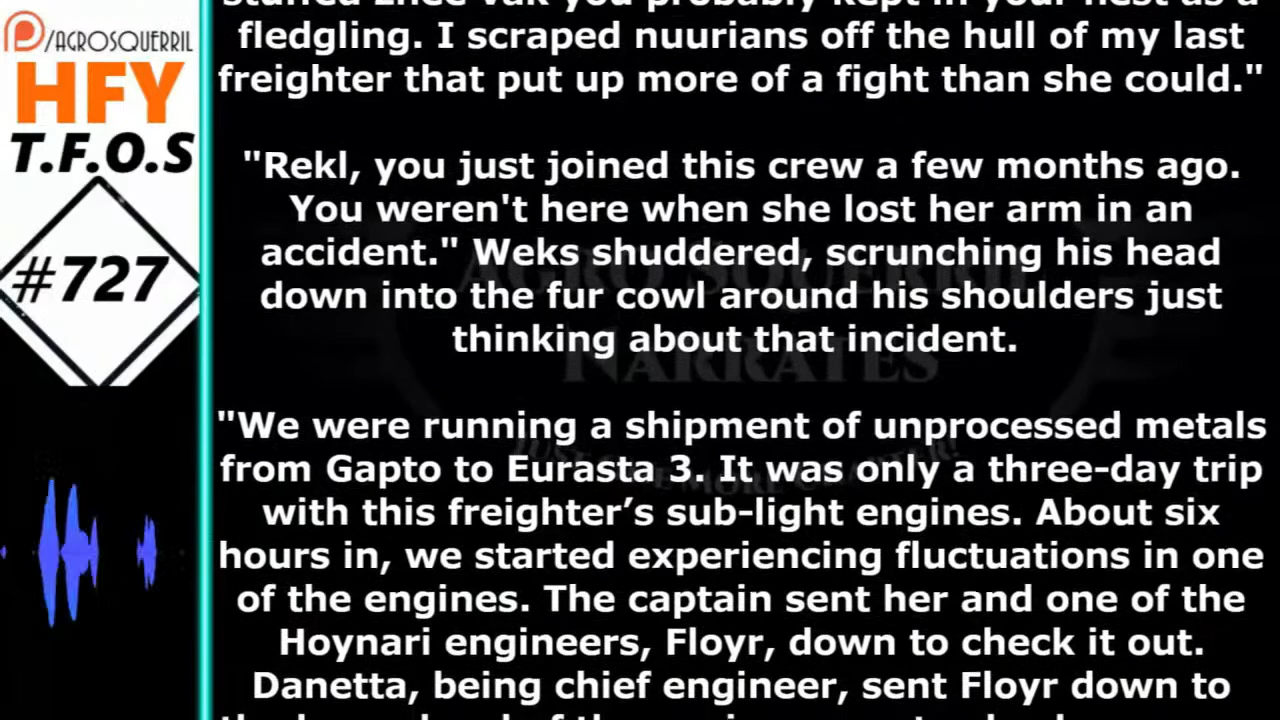 /AGROSQUERRIL
HFY
T.F.O.S
#727
fledgling. I scraped nuurians off the hull of my last
freighter that put up more of a fight than she could."
"Rekl, you just joined this crew a few months ago.
You weren't here when she lost her arm in an
accident." Weks shuddered, scrunching his head
down into the fur cowl around his shoulders just
thinking about that incident.
"We were running a shipment of unprocessed metals
from Gapto to Eurasta 3. It was only a three-day trip
with this freighter’s sub-light engines. About six
hours in, we started experiencing fluctuations in one
of the engines. The captain sent her and one of the
Hoynari engineers, Floyr, down to check it out.
Danetta, being chief engineer, sent Floyr down to